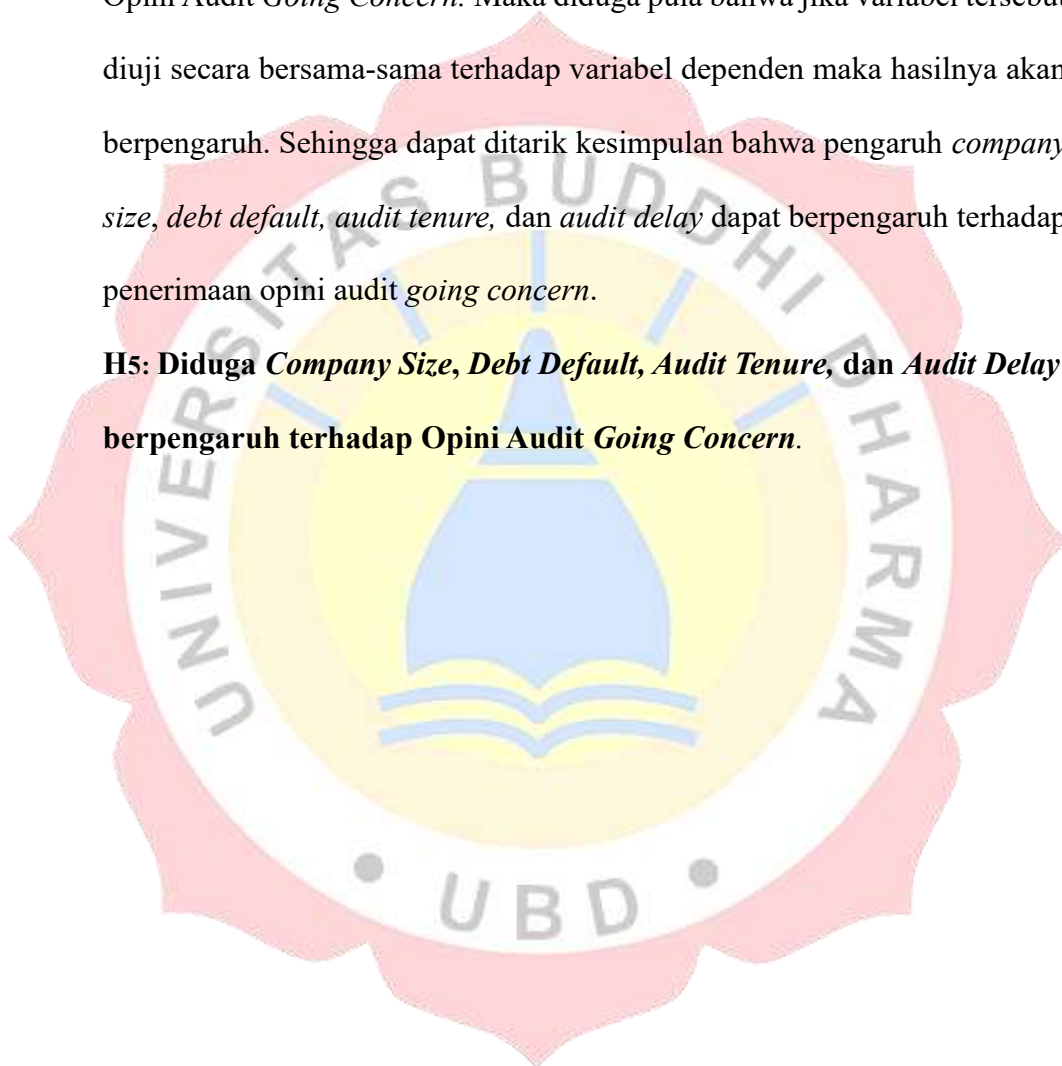 Opini Audit Going Concern. Maka diduga pula bahwa jika variabel tersebut
diuji secara bersama-sama terhadap variabel dependen maka hasilnya akan
berpengaruh. Sehingga dapat ditarik kesimpulan bahwa pengaruh company
size, debt default, audit tenure, dan audit delay dapat berpengaruh terhadap
penerimaan opini audit going concern.
H5: Diduga Company Size, Debt Default, Audit Tenure, dan Audit Delay
berpengaruh terhadap Opini Audit Going Concern.
UNIVERSITAS BUDDHI DHARMA
• UBD •